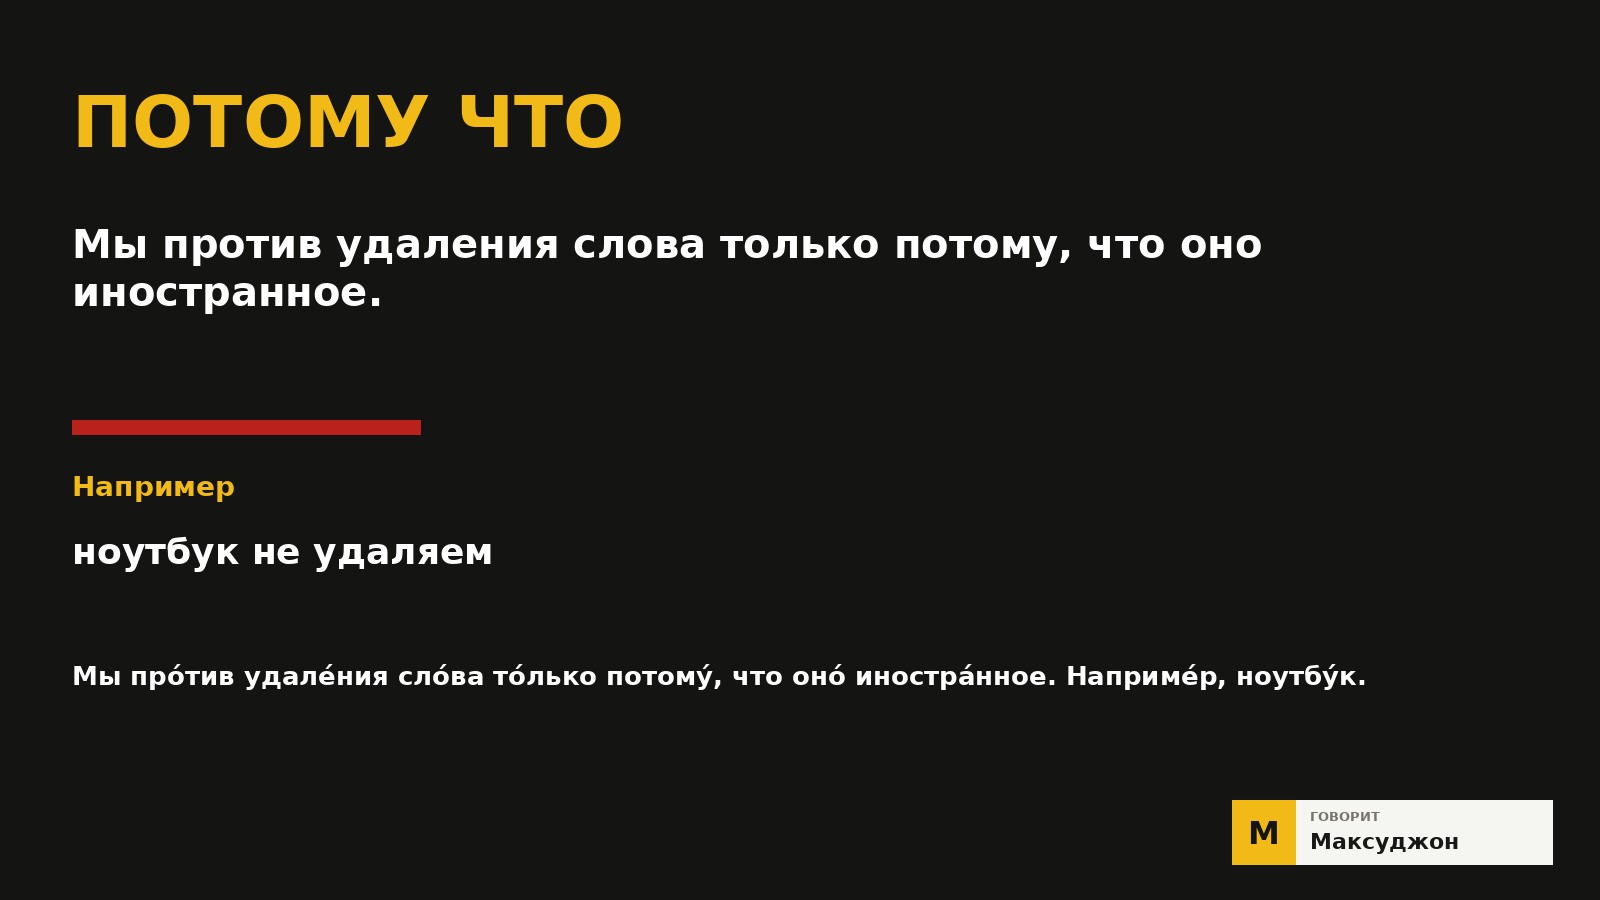 ПОТОМУ ЧТО
Мы против удаления слова только потому, что оно
иностранное.
Например
ноутбук не удаляем
Мы про́тив удале́ния сло́ва то́лько потому́, что оно́ иностра́нное. Наприме́р, ноутбу́к.
М
ГОВОРИТ
Максуджон